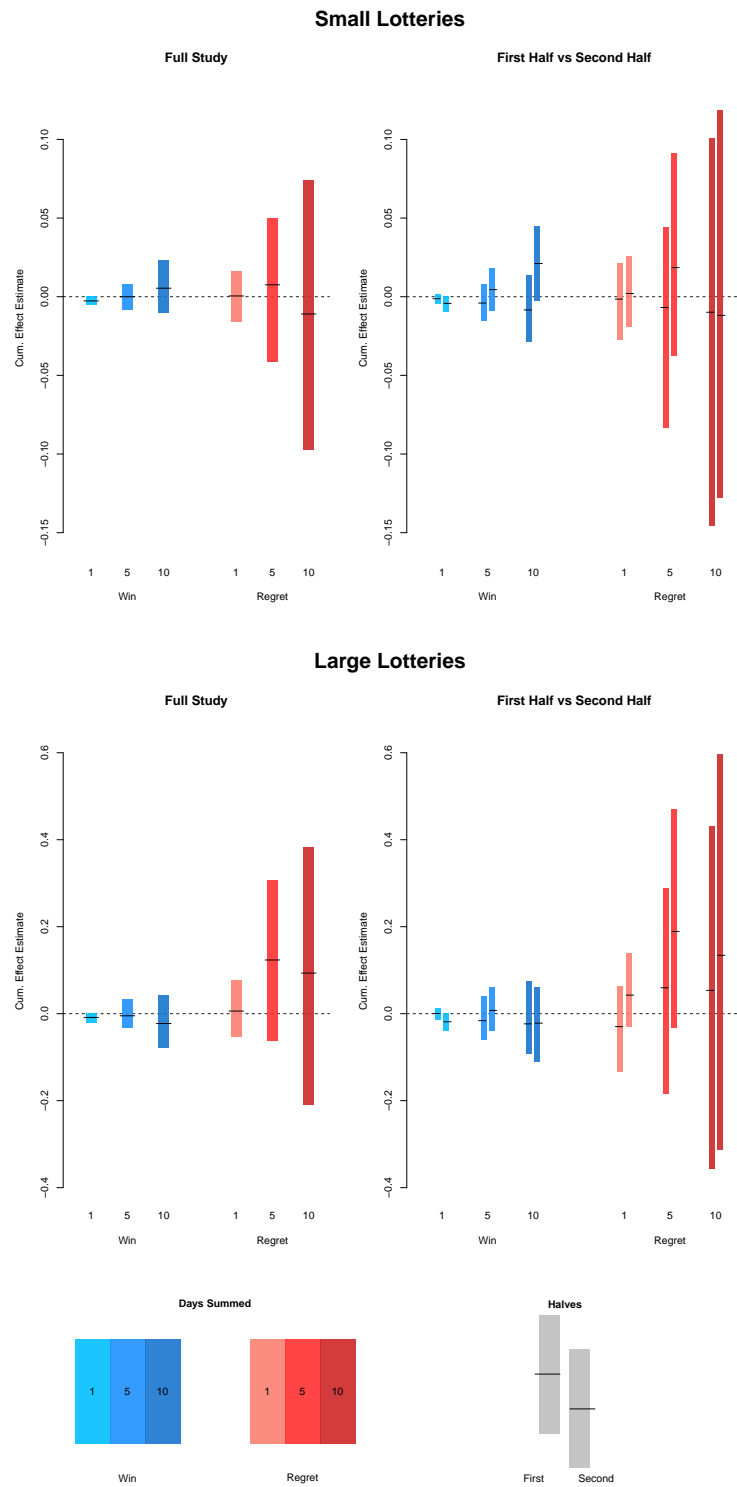 Small Lotteries
Full Study
First Half vs Second Half
Cum. Effect Estimate
0.10
0.05
0.00
−0.05
−0.10
−0.15
1 5 10 1 5 10
Win Regret
Cum. Effect Estimate
0.10
0.05
0.00
−0.05
−0.10
−0.15
1 5 10 1 5 10
Win Regret
Large Lotteries
Full Study
First Half vs Second Half
Cum. Effect Estimate
0.6
0.4
0.2
0.0
−0.2
−0.4
1 5 10 1 5 10
Win Regret
Cum. Effect Estimate
0.6
0.4
0.2
0.0
−0.2
−0.4
1 5 10 1 5 10
Win Regret
Days Summed
1 5 10 1 5 10
Win Regret
Halves
First Second